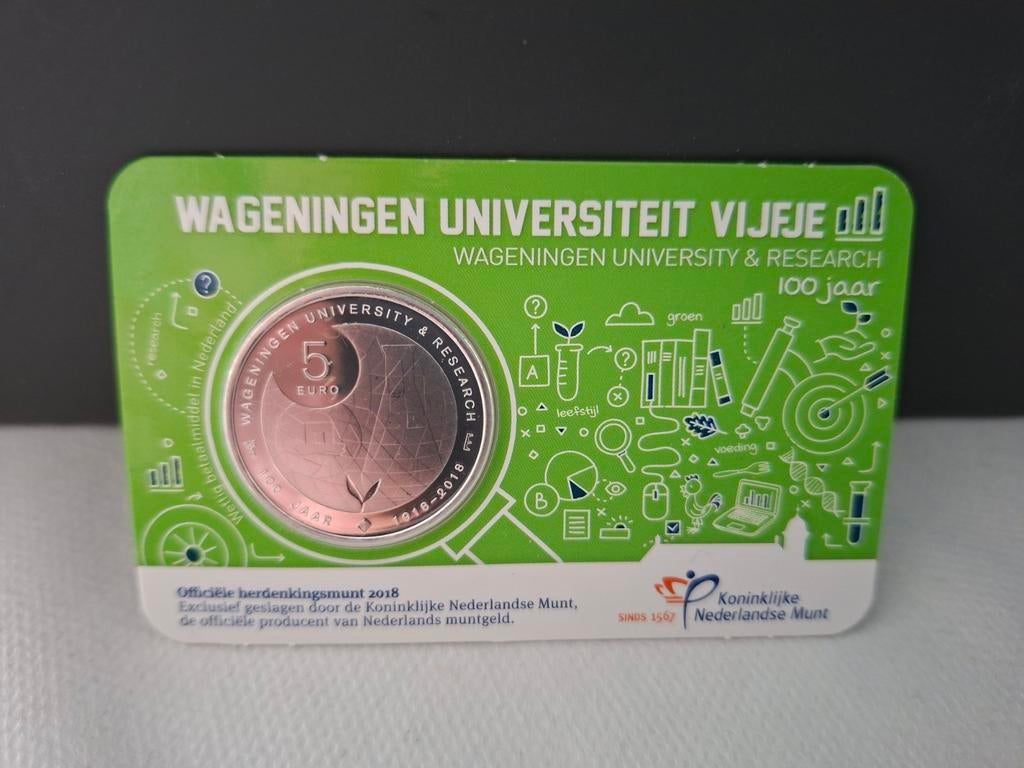 WAGENINGEN UNIVERSITEIT VIJFJE
WAGENINGEN UNIVERSITY & RESEARCH
100 jaar
?
research
Wettig betaalmiddel in Nederland
WAGENINGEN UNIVERSITY & RESEARCH
5
EURO
100 JAAR
1918-2018
?
groen
A
?
leefstijl
voeding
B
Officiële herdenkingsmunt 2018
Exclusief geslagen door de Koninklijke Nederlandse Munt,
de officiële producent van Nederlands muntgeld.
SINDS 1567
Koninklijke
Nederlandse Munt